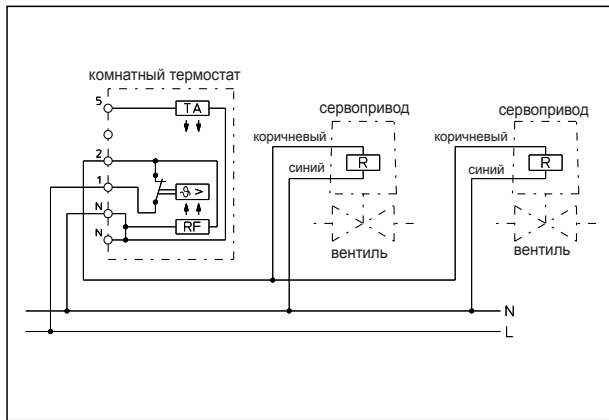 комнатный термостат
5
TA
2
1
ϑ >
N
RF
N
сервопривод
коричневый
R
синий
вентиль
сервопривод
коричневый
R
синий
вентиль
N
L